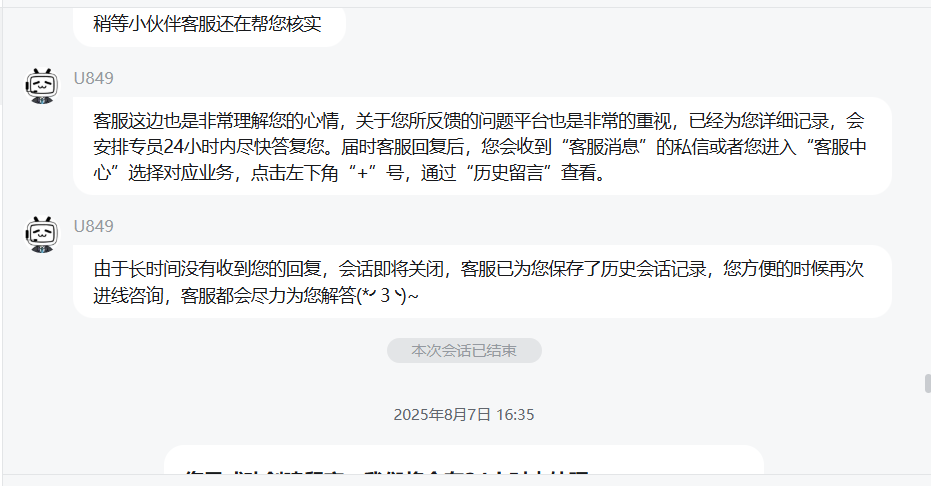 稍等小伙伴客服还在帮您核实
U849
客服这边也是非常理解您的心情，关于您所反馈的问题平台也是非常的重视，已经为您详细记录，会
安排专员24小时内尽快答复您。届时客服回复后，您会收到“客服消息”的私信或者您进入“客服中
心”选择对应业务，点击左下角“+”号，通过“历史留言”查看。
U849
由于长时间没有收到您的回复，会话即将关闭，客服已为您保存了历史会话记录，您方便的时候再次
进线咨询，客服都会尽力为您解答(*╯3╰)~
本次会话已结束
2025年8月7日 16:35